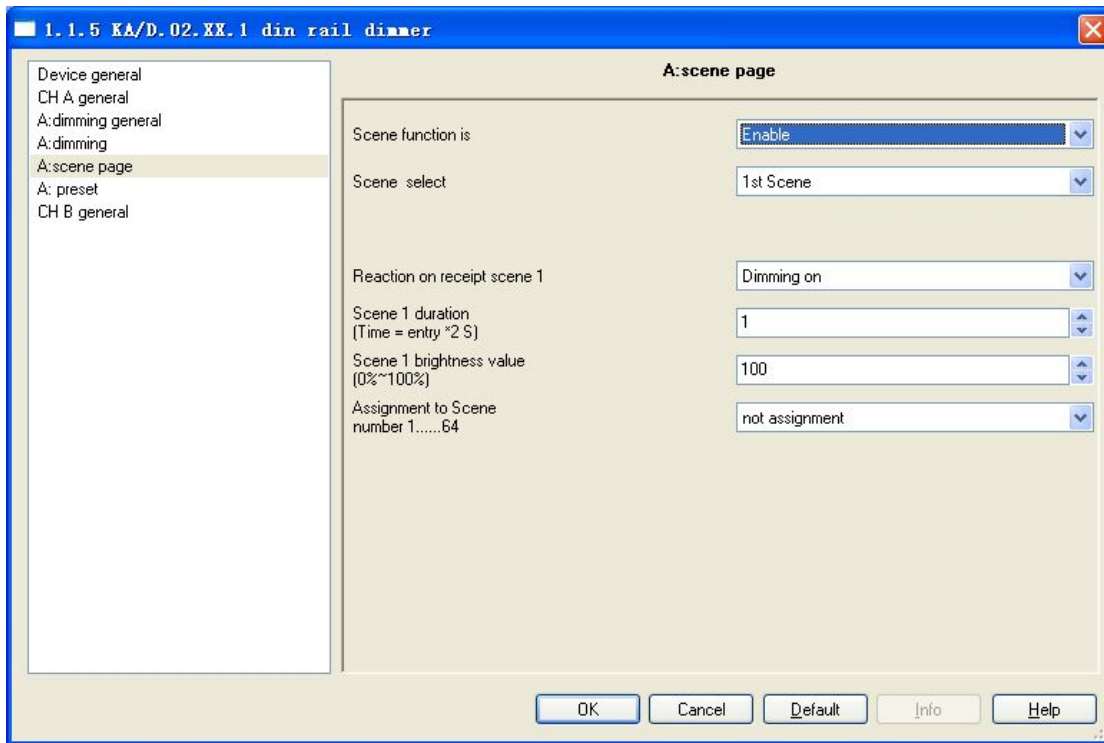 1.1.5 KA/D.02.XX.1 din rail dimmer
Device general
CH A general
A:dimming general
A:dimming
A:scene page
A: preset
CH B general
A:scene page
Scene function is
Enable
Scene select
1st Scene
Reaction on receipt scene 1
Dimming on
Scene 1 duration
(Time = entry *2 S)
1
Scene 1 brightness value
(0%~100%)
100
Assignment to Scene
number 1......64
not assignment
OK
Cancel
Default
Info
Help